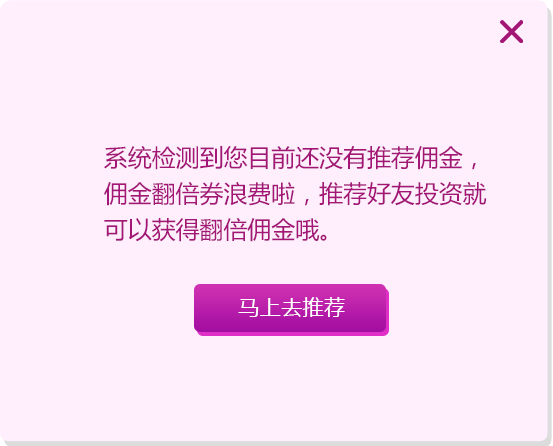 系统检测到您目前还没有推荐佣金，
佣金翻倍券浪费啦，推荐好友投资就
可以获得翻倍佣金哦。
马上去推荐